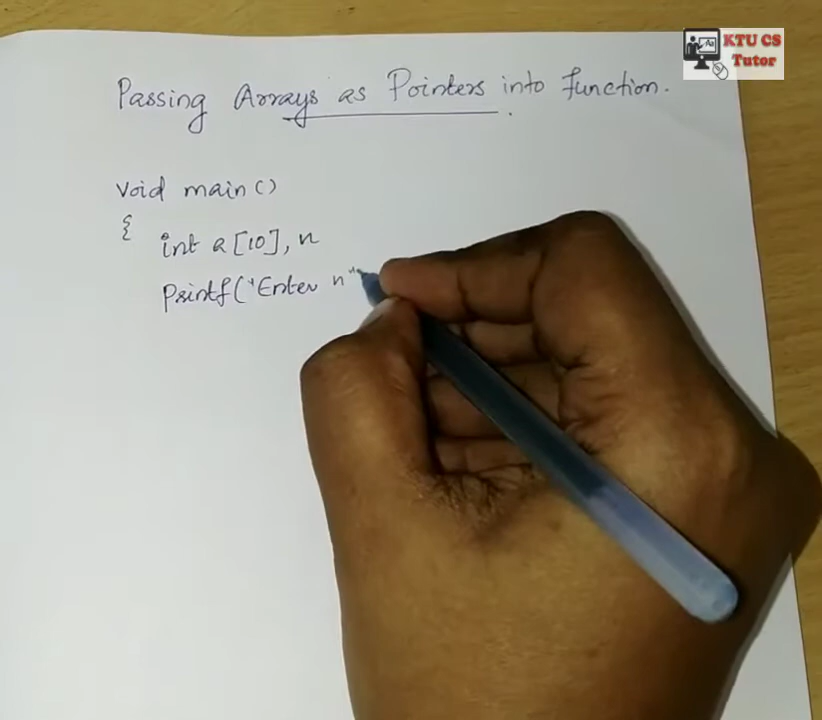 KTU CS
Tutor
Passing Arrays as Pointers into function.
void main()
{
int a[10], n
Printf("Enter n"